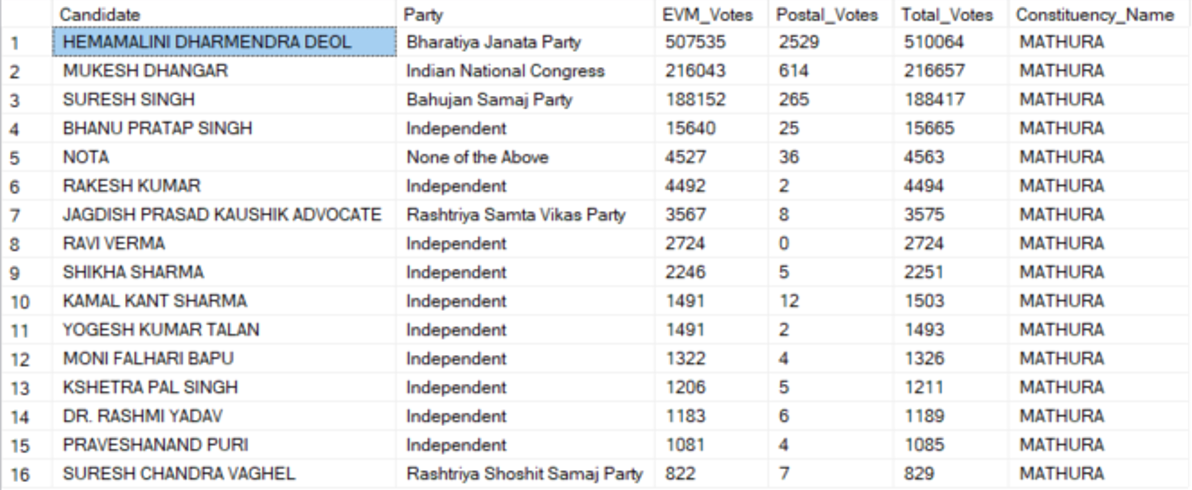 Candidate Party EVM_Votes Postal_Votes Total_Votes Constituency_Name
1 HEMAMALINI DHARMENDRA DEOL Bharatiya Janata Party 507535 2529 510064 MATHURA
2 MUKESH DHANGAR Indian National Congress 216043 614 216657 MATHURA
3 SURESH SINGH Bahujan Samaj Party 188152 265 188417 MATHURA
4 BHANU PRATAP SINGH Independent 15640 25 15665 MATHURA
5 NOTA None of the Above 4527 36 4563 MATHURA
6 RAKESH KUMAR Independent 4492 2 4494 MATHURA
7 JAGDISH PRASAD KAUSHIK ADVOCATE Rashtriya Samta Vikas Party 3567 8 3575 MATHURA
8 RAVI VERMA Independent 2724 0 2724 MATHURA
9 SHIKHA SHARMA Independent 2246 5 2251 MATHURA
10 KAMAL KANT SHARMA Independent 1491 12 1503 MATHURA
11 YOGESH KUMAR TALAN Independent 1491 2 1493 MATHURA
12 MONI FALHARI BAPU Independent 1322 4 1326 MATHURA
13 KSHETRA PAL SINGH Independent 1206 5 1211 MATHURA
14 DR. RASHMI YADAV Independent 1183 6 1189 MATHURA
15 PRAVESHANAND PURI Independent 1081 4 1085 MATHURA
16 SURESH CHANDRA VAGHEL Rashtriya Shoshit Samaj Party 822 7 829 MATHURA